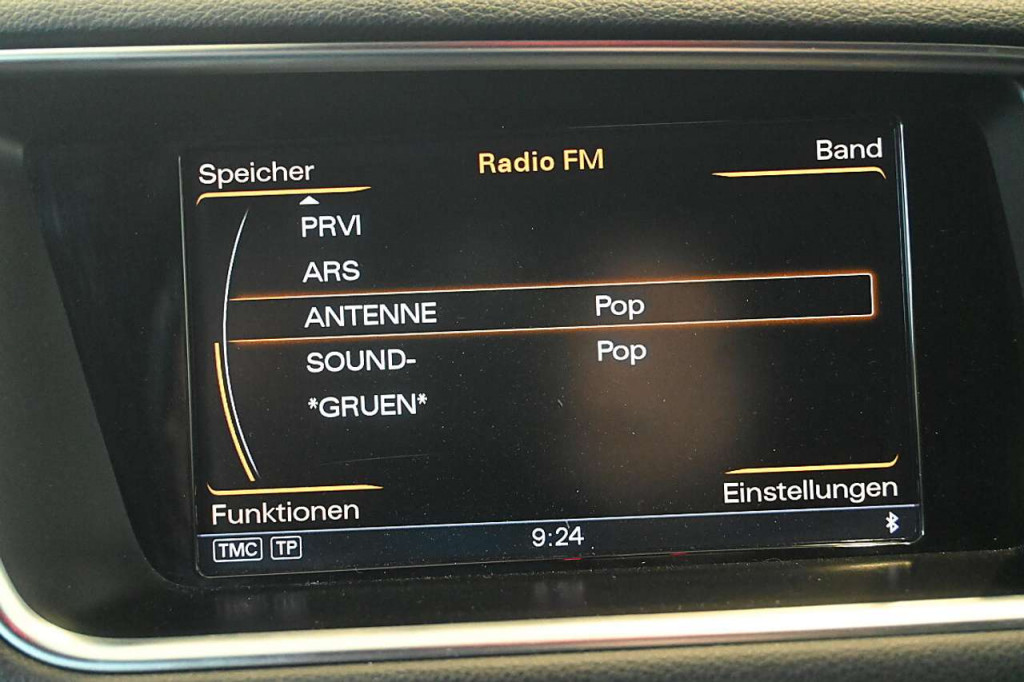 Speicher
Radio FM
Band
PRVI
ARS
ANTENNE Pop
SOUND- Pop
*GRUEN*
Funktionen
Einstellungen
TMC TP 9:24